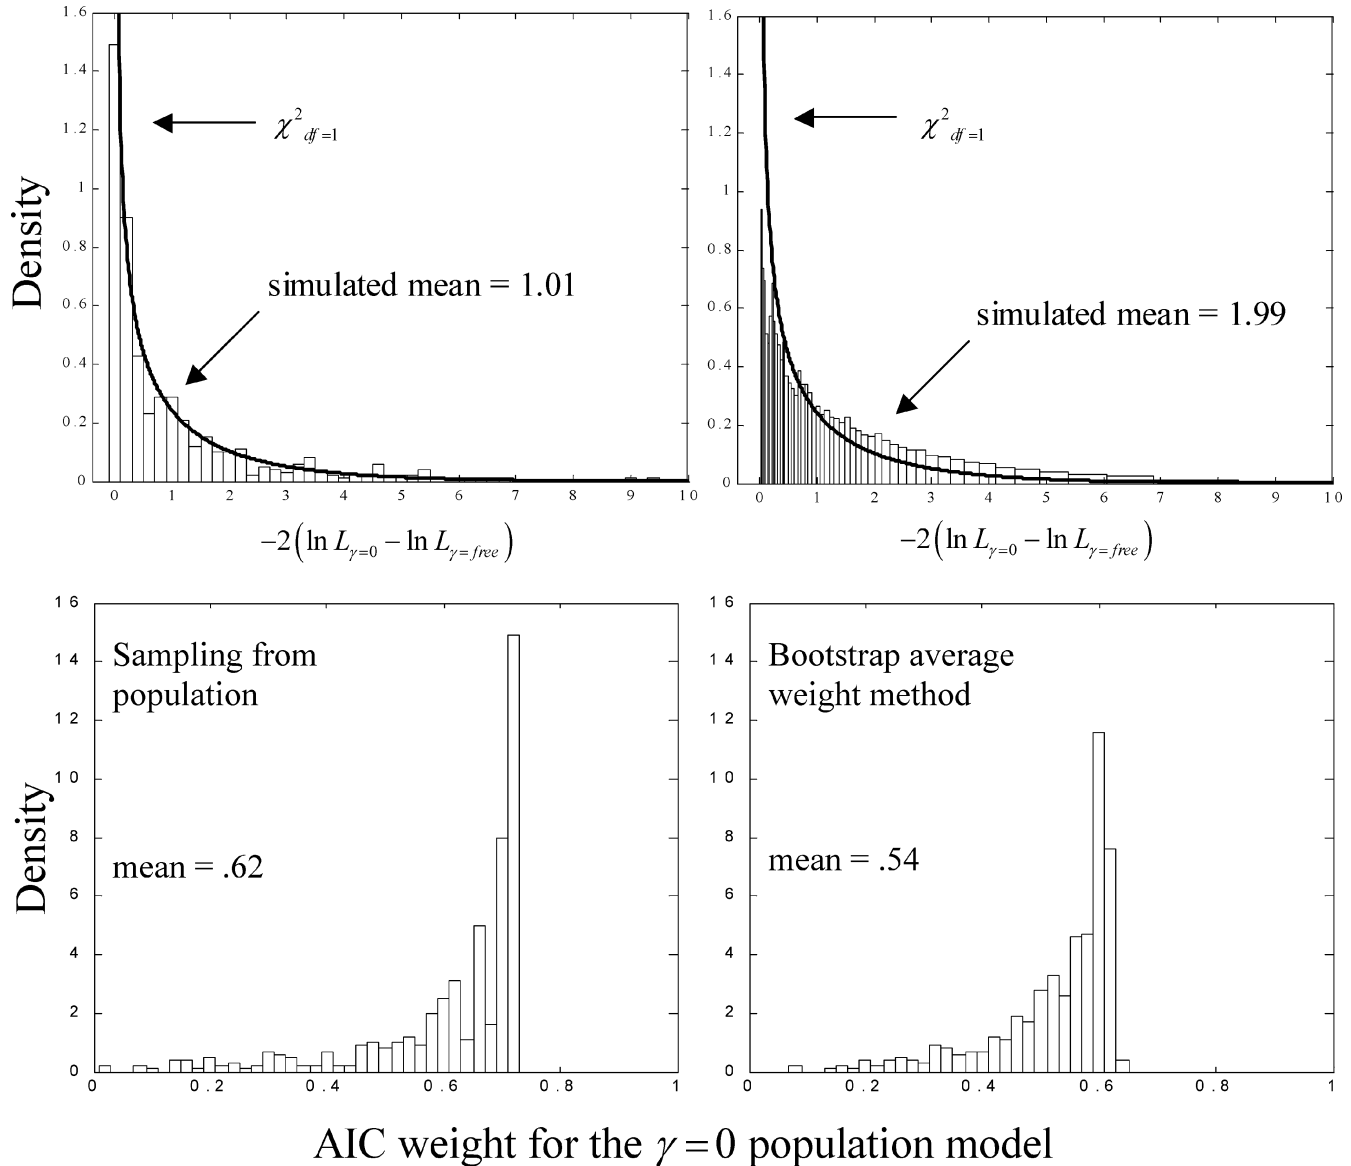 1.6
1.4
1.2
1
0.8
0.6
0.4
0.2
0
0 1 2 3 4 5 6 7 8 9 10
Density
χ²df=1
simulated mean = 1.01
−2(ln Lγ=0 − ln Lγ=free)
1.6
1.4
1.2
1
0.8
0.6
0.4
0.2
0
0 1 2 3 4 5 6 7 8 9 10
χ²df=1
simulated mean = 1.99
−2(ln Lγ=0 − ln Lγ=free)
16
14
12
10
8
6
4
2
0
0 0.2 0.4 0.6 0.8 1
Density
Sampling from
population
mean = .62
16
14
12
10
8
6
4
2
0
0 0.2 0.4 0.6 0.8 1
Bootstrap average
weight method
mean = .54
AIC weight for the γ = 0 population model